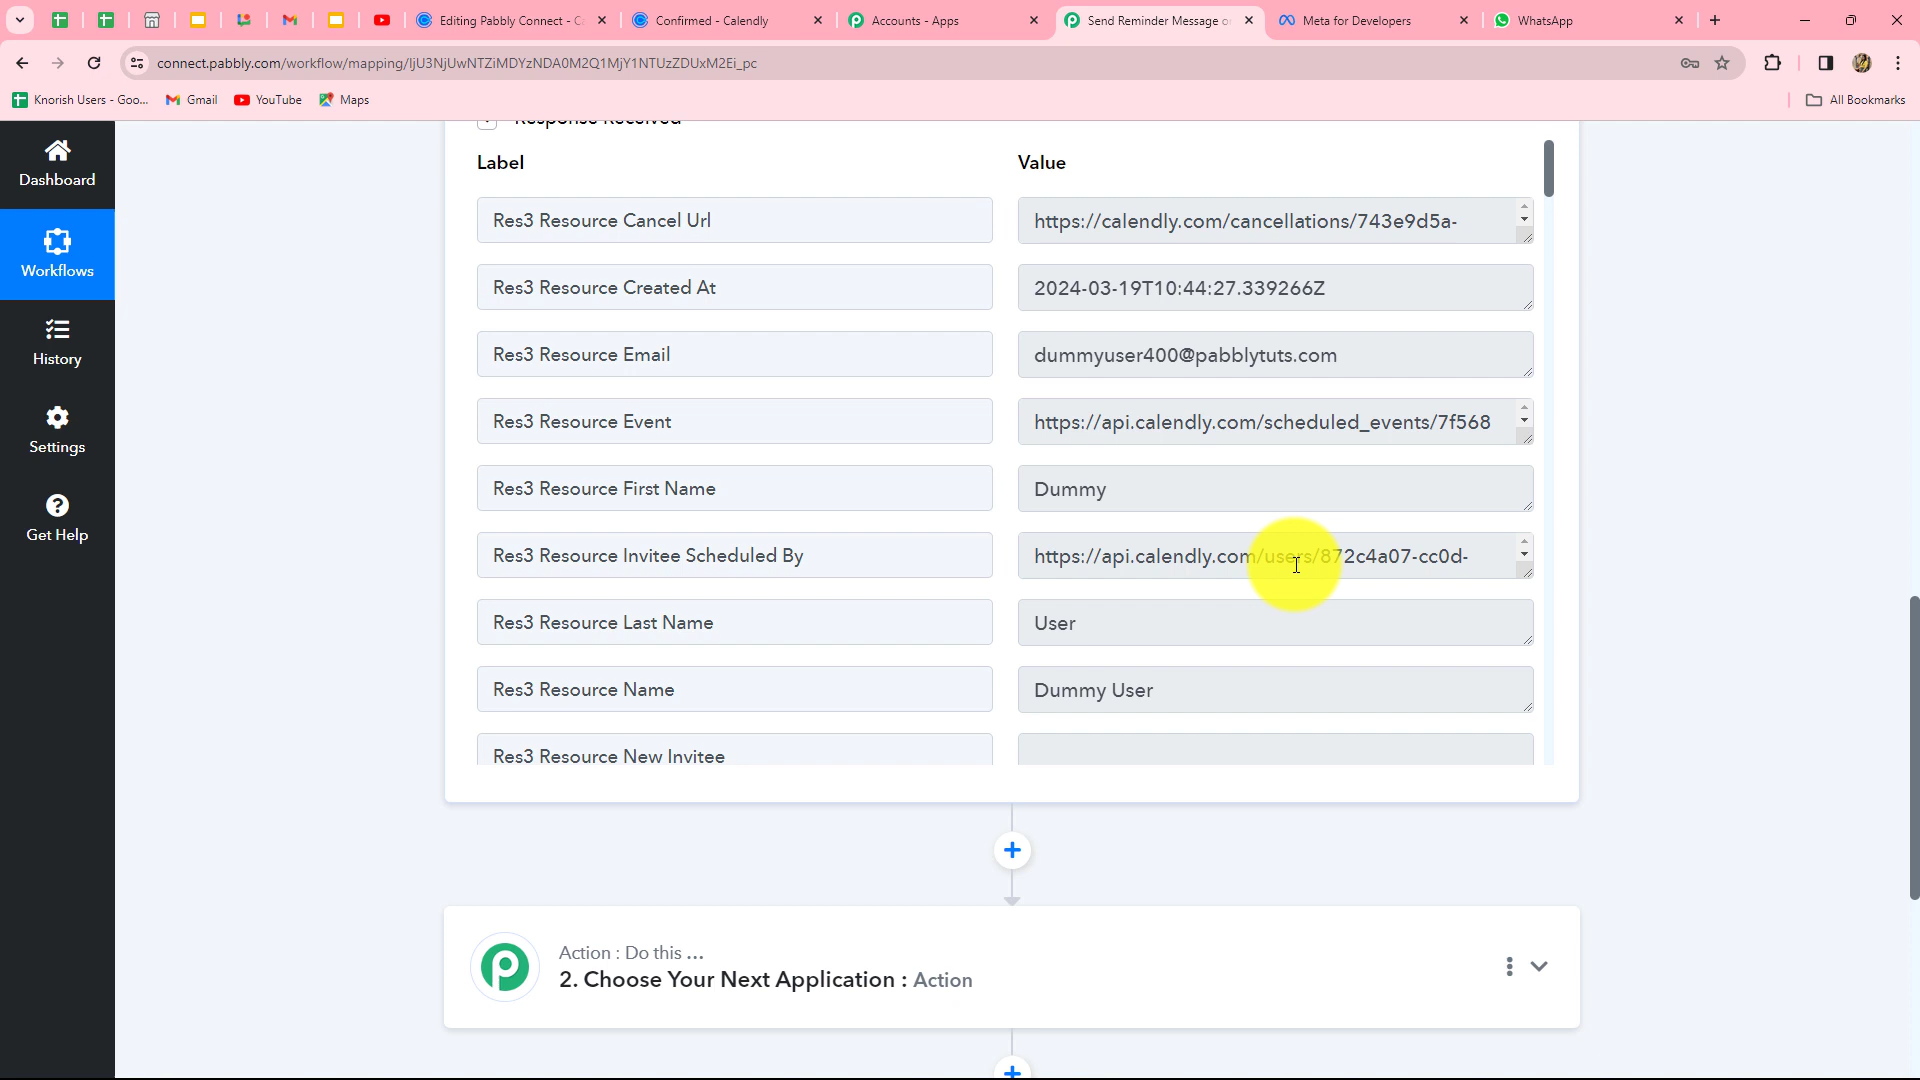 Editing Pabbly Connect - C
Confirmed - Calendly
Accounts - Apps
Send Reminder Message o
Meta for Developers
WhatsApp
connect.pabbly.com/workflow/mapping/IjU3NjUwNTZiMDYzNDA0M2Q1MjY1NTUzZDUxM2Ei_pc
Knorish Users - Goo...
Gmail
YouTube
Maps
All Bookmarks
Dashboard
Workflows
History
Settings
Get Help
Response Received
Label
Value
Res3 Resource Cancel Url
https://calendly.com/cancellations/743e9d5a-
Res3 Resource Created At
2024-03-19T10:44:27.339266Z
Res3 Resource Email
dummyuser400@pabblytuts.com
Res3 Resource Event
https://api.calendly.com/scheduled_events/7f568
Res3 Resource First Name
Dummy
Res3 Resource Invitee Scheduled By
https://api.calendly.com/users/872c4a07-cc0d-
Res3 Resource Last Name
User
Res3 Resource Name
Dummy User
Res3 Resource New Invitee
Action : Do this ...
2. Choose Your Next Application : Action